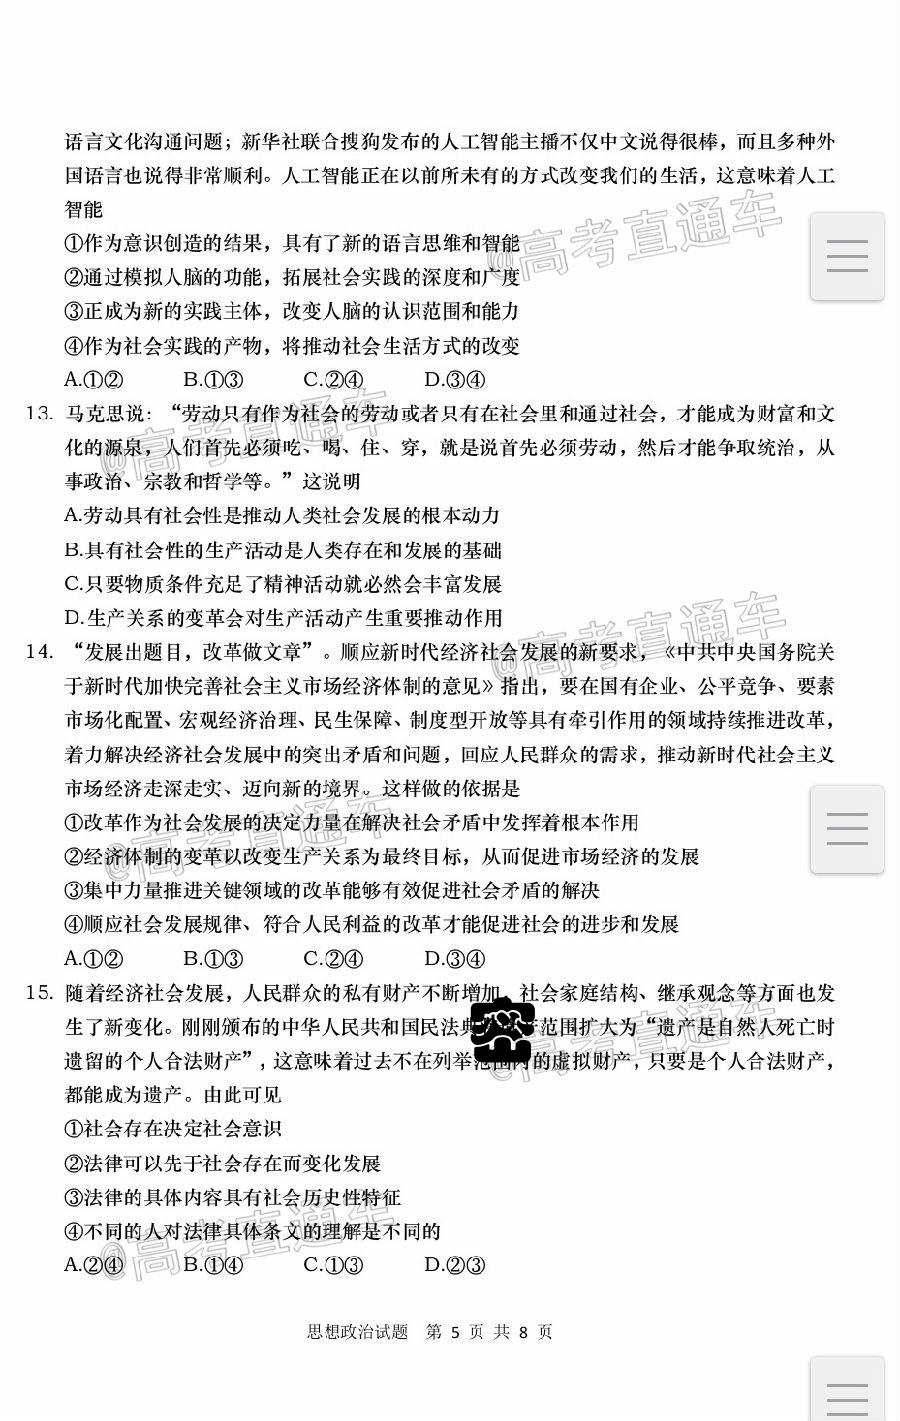 语言文化沟通问题；新华社联合搜狗发布的人工智能主播不仅中文说得很棒，而且多种外
国语言也说得非常顺利。人工智能正在以前所未有的方式改变我们的生活，这意味着人工
智能
①作为意识创造的结果，具有了新的语言思维和智能
②通过模拟人脑的功能，拓展社会实践的深度和广度
③正成为新的实践主体，改变人脑的认识范围和能力
④作为社会实践的产物，将推动社会生活方式的改变
A.①② B.①③ C.②④ D.③④
13. 马克思说：“劳动只有作为社会的劳动或者只有在社会里和通过社会，才能成为财富和文
化的源泉，人们首先必须吃、喝、住、穿，就是说首先必须劳动，然后才能争取统治，从
事政治、宗教和哲学等。”这说明
A.劳动具有社会性是推动人类社会发展的根本动力
B.具有社会性的生产活动是人类存在和发展的基础
C.只要物质条件充足了精神活动就必然会丰富发展
D.生产关系的变革会对生产活动产生重要推动作用
14. “发展出题目，改革做文章”。顺应新时代经济社会发展的新要求，《中共中央国务院关
于新时代加快完善社会主义市场经济体制的意见》指出，要在国有企业、公平竞争、要素
市场化配置、宏观经济治理、民生保障、制度型开放等具有牵引作用的领域持续推进改革，
着力解决经济社会发展中的突出矛盾和问题，回应人民群众的需求，推动新时代社会主义
市场经济走深走实、迈向新的境界。这样做的依据是
①改革作为社会发展的决定力量在解决社会矛盾中发挥着根本作用
②经济体制的变革以改变生产关系为最终目标，从而促进市场经济的发展
③集中力量推进关键领域的改革能够有效促进社会矛盾的解决
④顺应社会发展规律、符合人民利益的改革才能促进社会的进步和发展
A.①② B.①③ C.②④ D.③④
15. 随着经济社会发展，人民群众的私有财产不断增加，社会家庭结构、继承观念等方面也发
生了新变化。刚刚颁布的中华人民共和国民法典 范围扩大为“遗产是自然人死亡时
遗留的个人合法财产”，这意味着过去不在列举范围内的虚拟财产，只要是个人合法财产，
都能成为遗产。由此可见
①社会存在决定社会意识
②法律可以先于社会存在而变化发展
③法律的具体内容具有社会历史性特征
④不同的人对法律具体条文的理解是不同的
A.②④ B.①④ C.①③ D.②③
思想政治试题 第 5 页 共 8 页
@高考直通车
@高考直通车
@高考直通车
@高考直通车
@高考直通车
@高考直通车